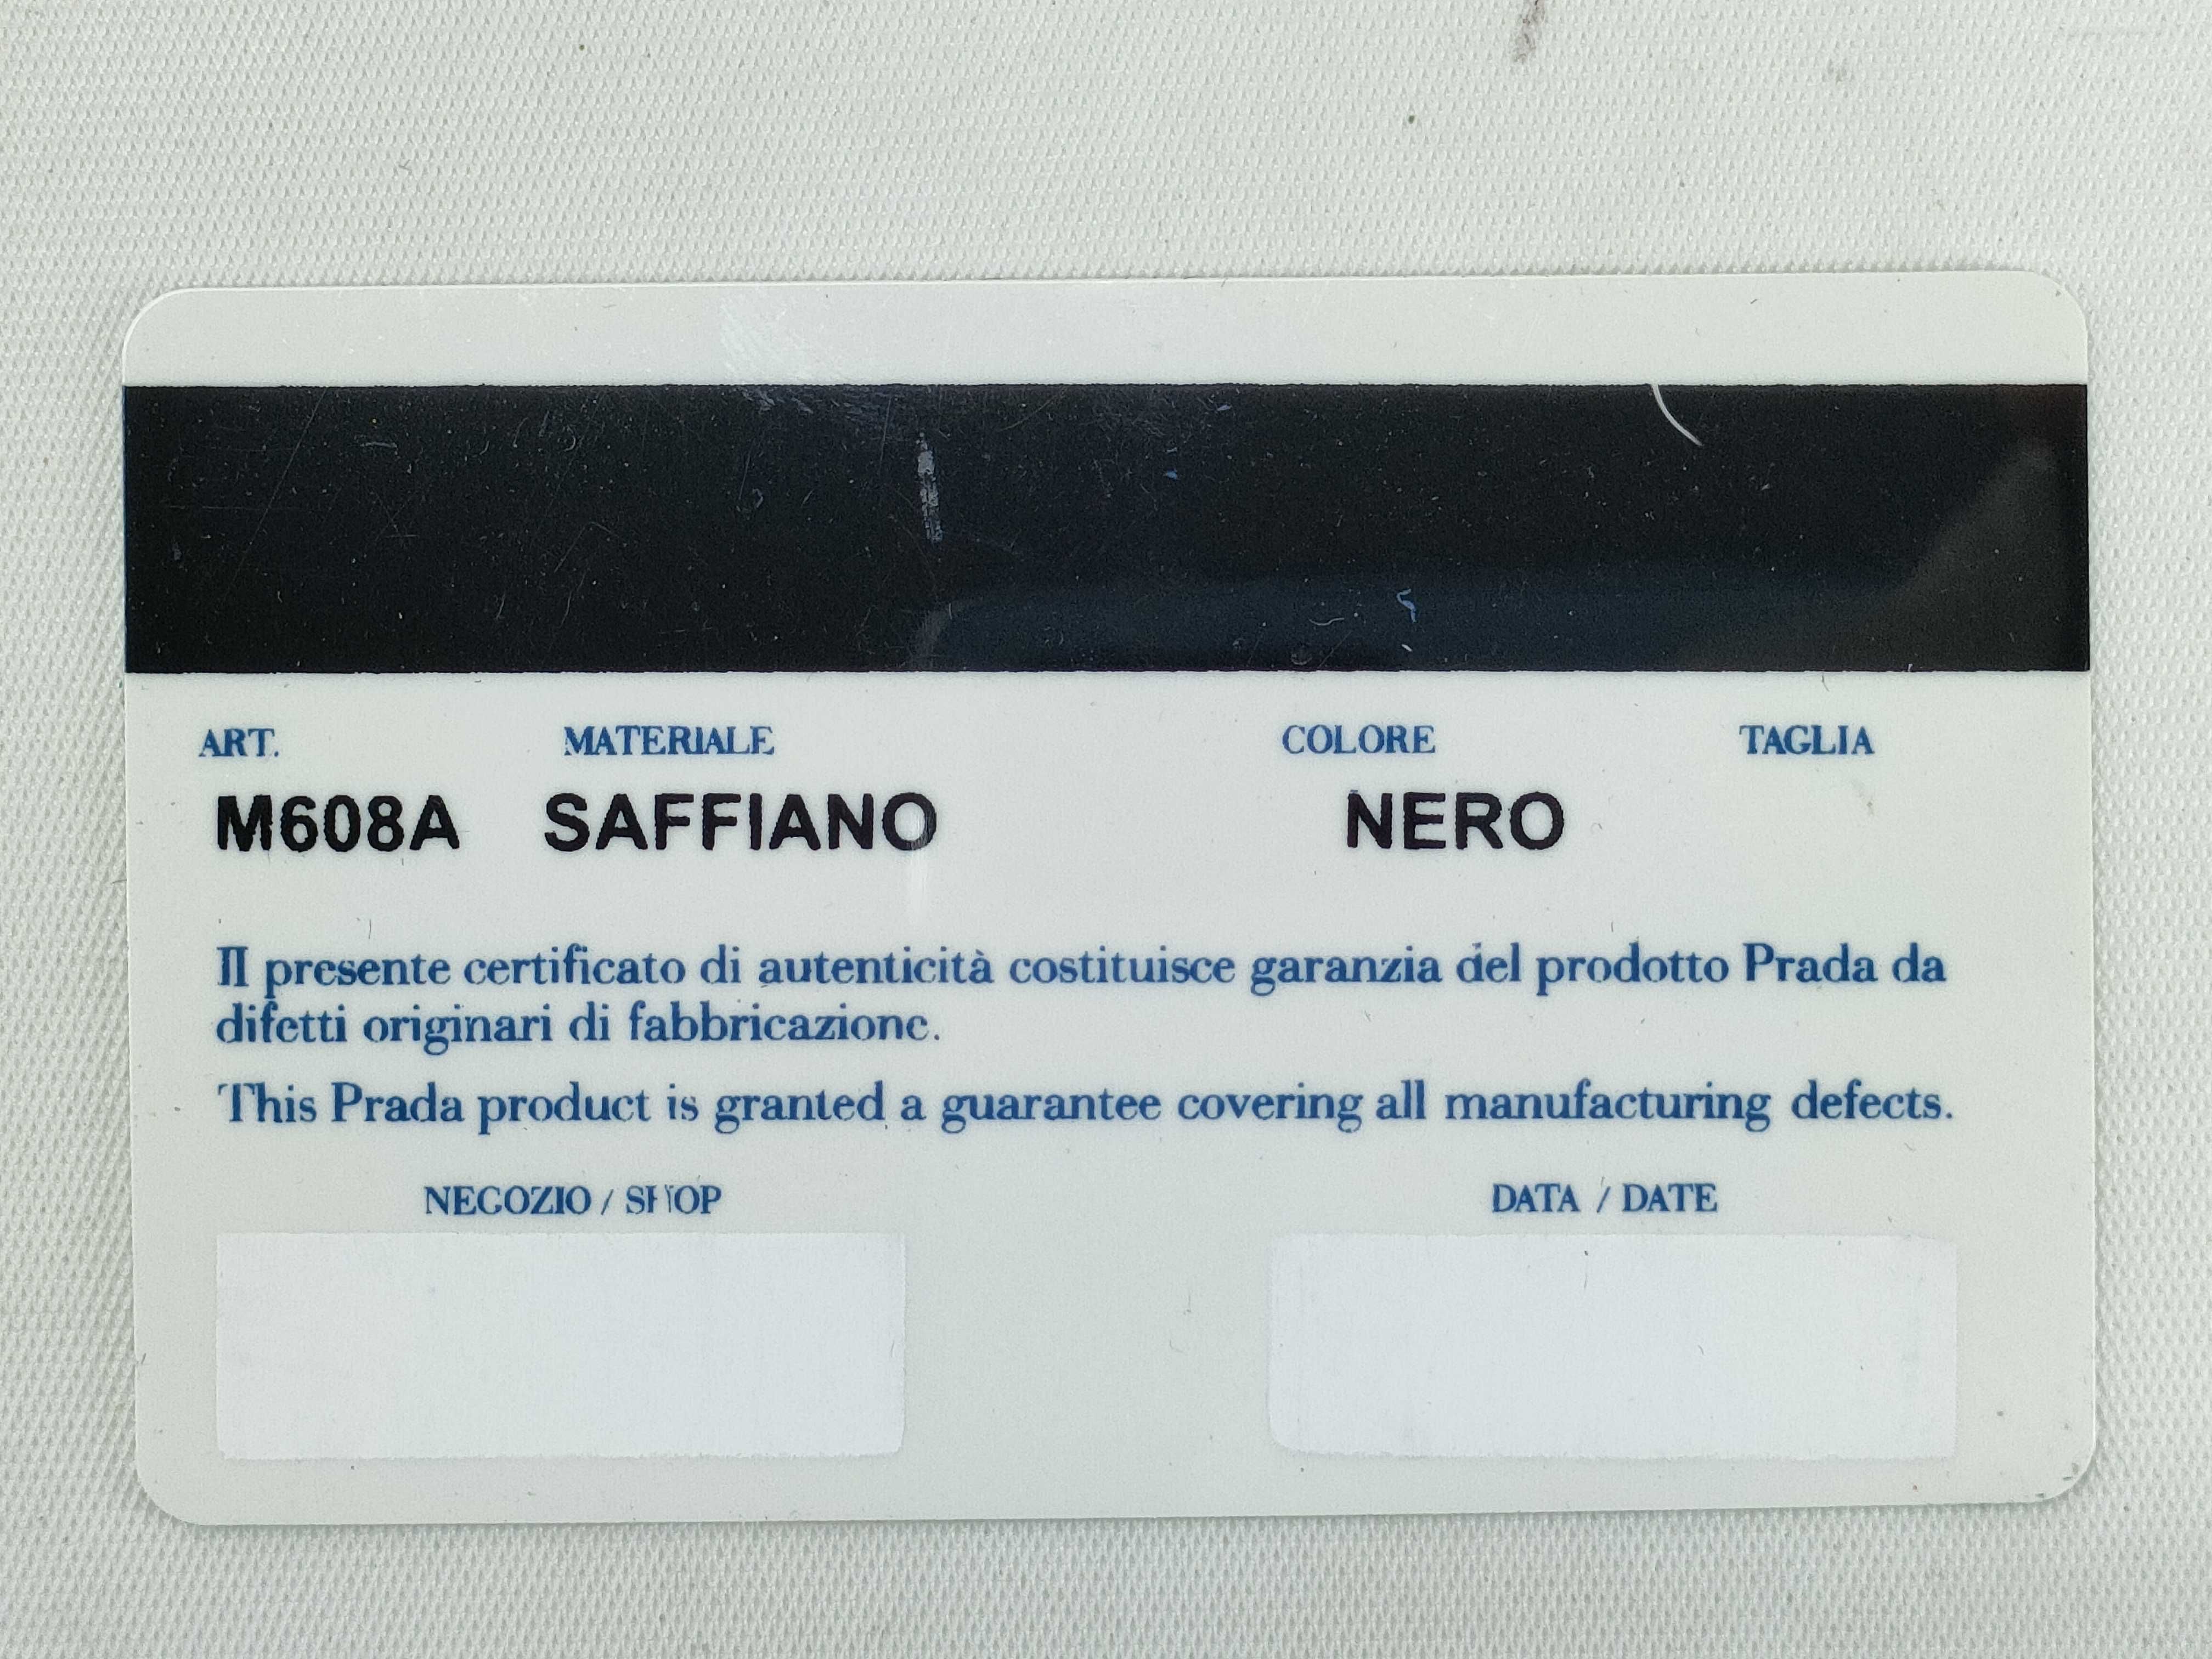 ART. MATERIALE COLORE TAGLIA
M608A SAFFIANO NERO
Il presente certificato di autenticità costituisce garanzia del prodotto Prada da
difetti originari di fabbricazione.
This Prada product is granted a guarantee covering all manufacturing defects.
NEGOZIO / SHOP DATA / DATE